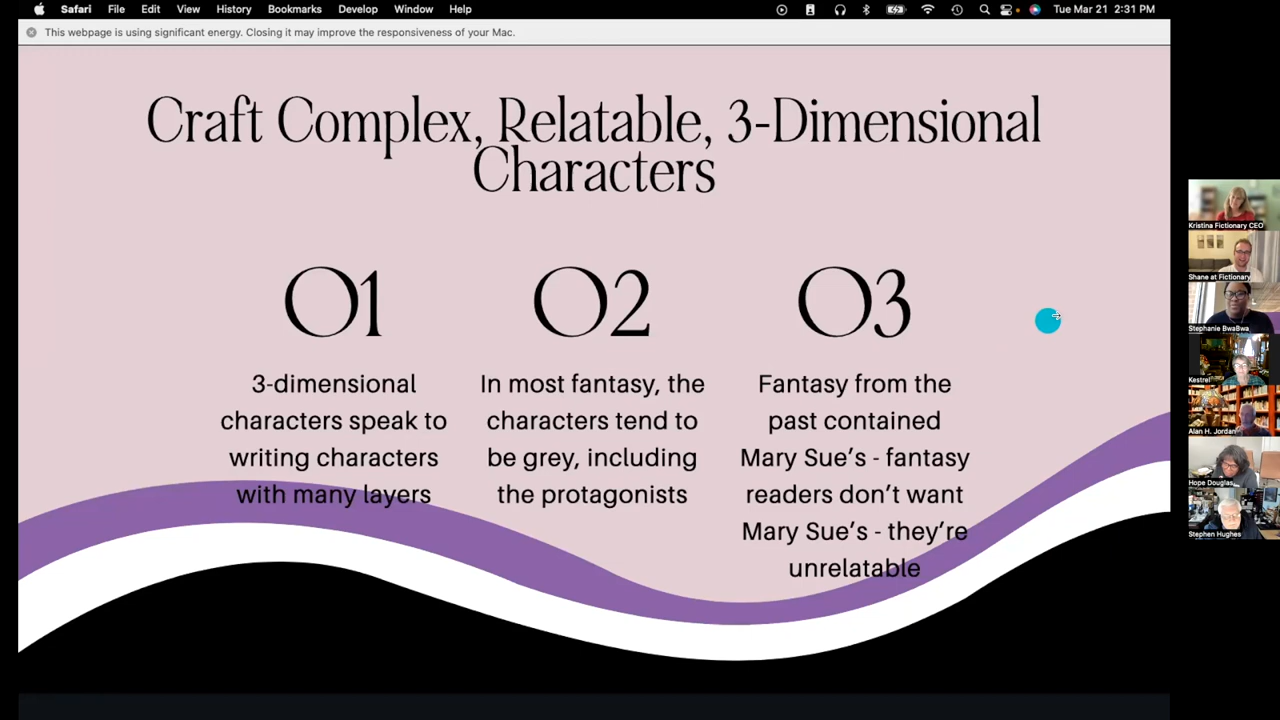 Safari File Edit View History Bookmarks Develop Window Help Tue Mar 21 2:31 PM
This webpage is using significant energy. Closing it may improve the responsiveness of your Mac.
Craft Complex, Relatable, 3-Dimensional
Characters
01
3-dimensional
characters speak to
writing characters
with many layers
02
In most fantasy, the
characters tend to
be grey, including
the protagonists
03
Fantasy from the
past contained
Mary Sue's - fantasy
readers don't want
Mary Sue's - they're
unrelatable
Kristina Fictionary CEO
Shane at Fictionary
Stephanie BwaBwa
Kestrel
Alan H. Jordan
Hope Douglas
Stephen Hughes